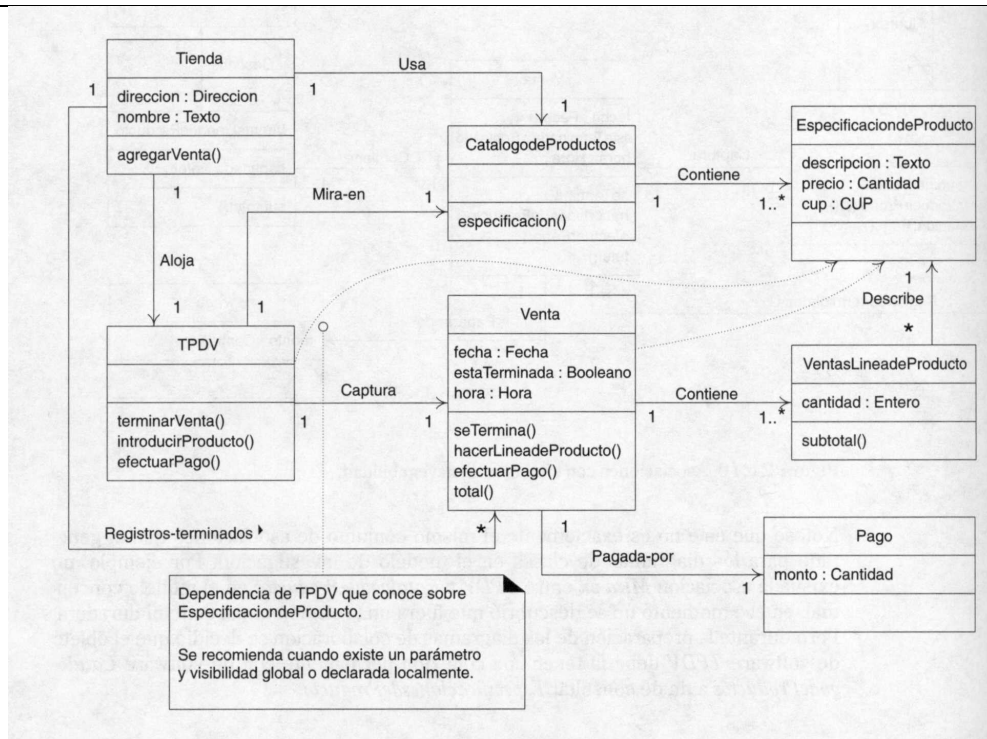 Tienda
direccion : Direccion
nombre : Texto
agregarVenta()
1
1
Usa
1
CatalogodeProductos
especificacion()
EspecificaciondeProducto
descripcion : Texto
precio : Cantidad
cup : CUP
Contiene
1
1..*
1
Mira-en
1
Aloja
1
1
TPDV
terminarVenta()
introducirProducto()
efectuarPago()
Captura
1
1
Venta
fecha : Fecha
estaTerminada : Booleano
hora : Hora
seTermina()
hacerLineadeProducto()
efectuarPago()
total()
1
Describe
*
VentasLineadeProducto
cantidad : Entero
subtotal()
Contiene
1
1..*
Registros-terminados
*
1
Pagada-por
1
Pago
monto : Cantidad
Dependencia de TPDV que conoce sobre
EspecificaciondeProducto.
Se recomienda cuando existe un parámetro
y visibilidad global o declarada localmente.